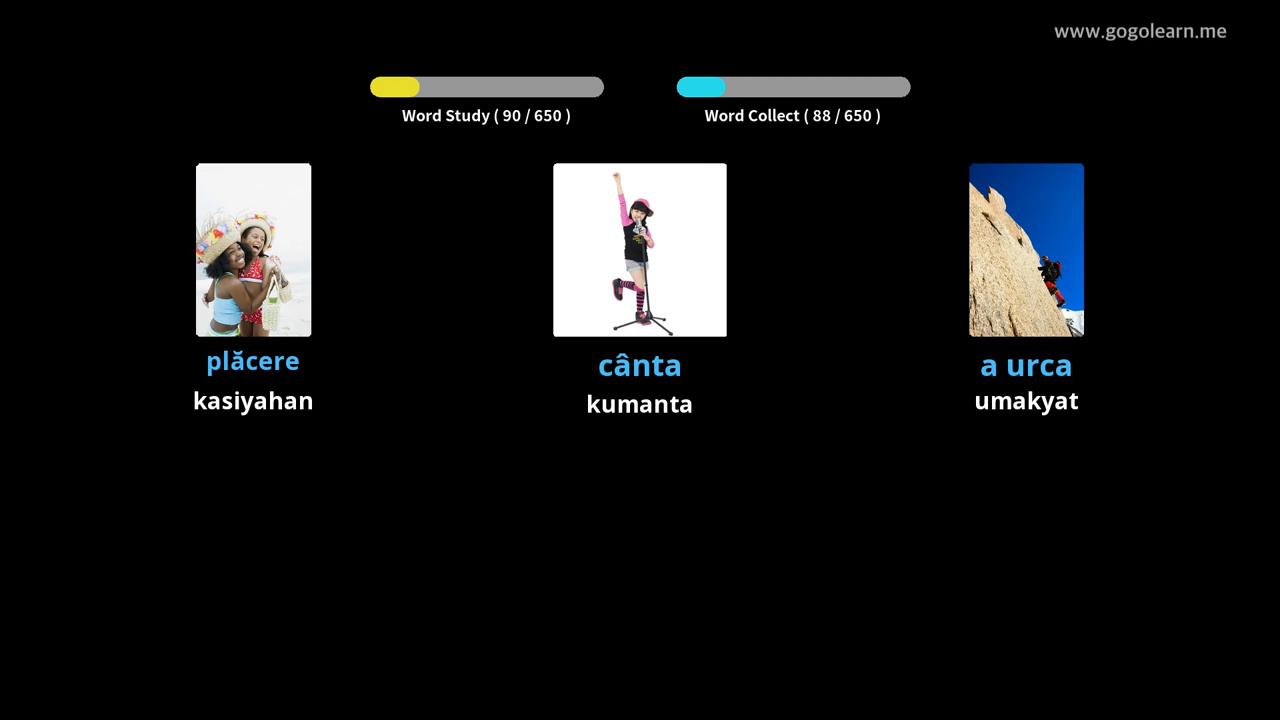 www.gogolearn.me
Word Study ( 90 / 650 )
Word Collect ( 88 / 650 )
plăcere
kasiyahan
cânta
kumanta
a urca
umakyat